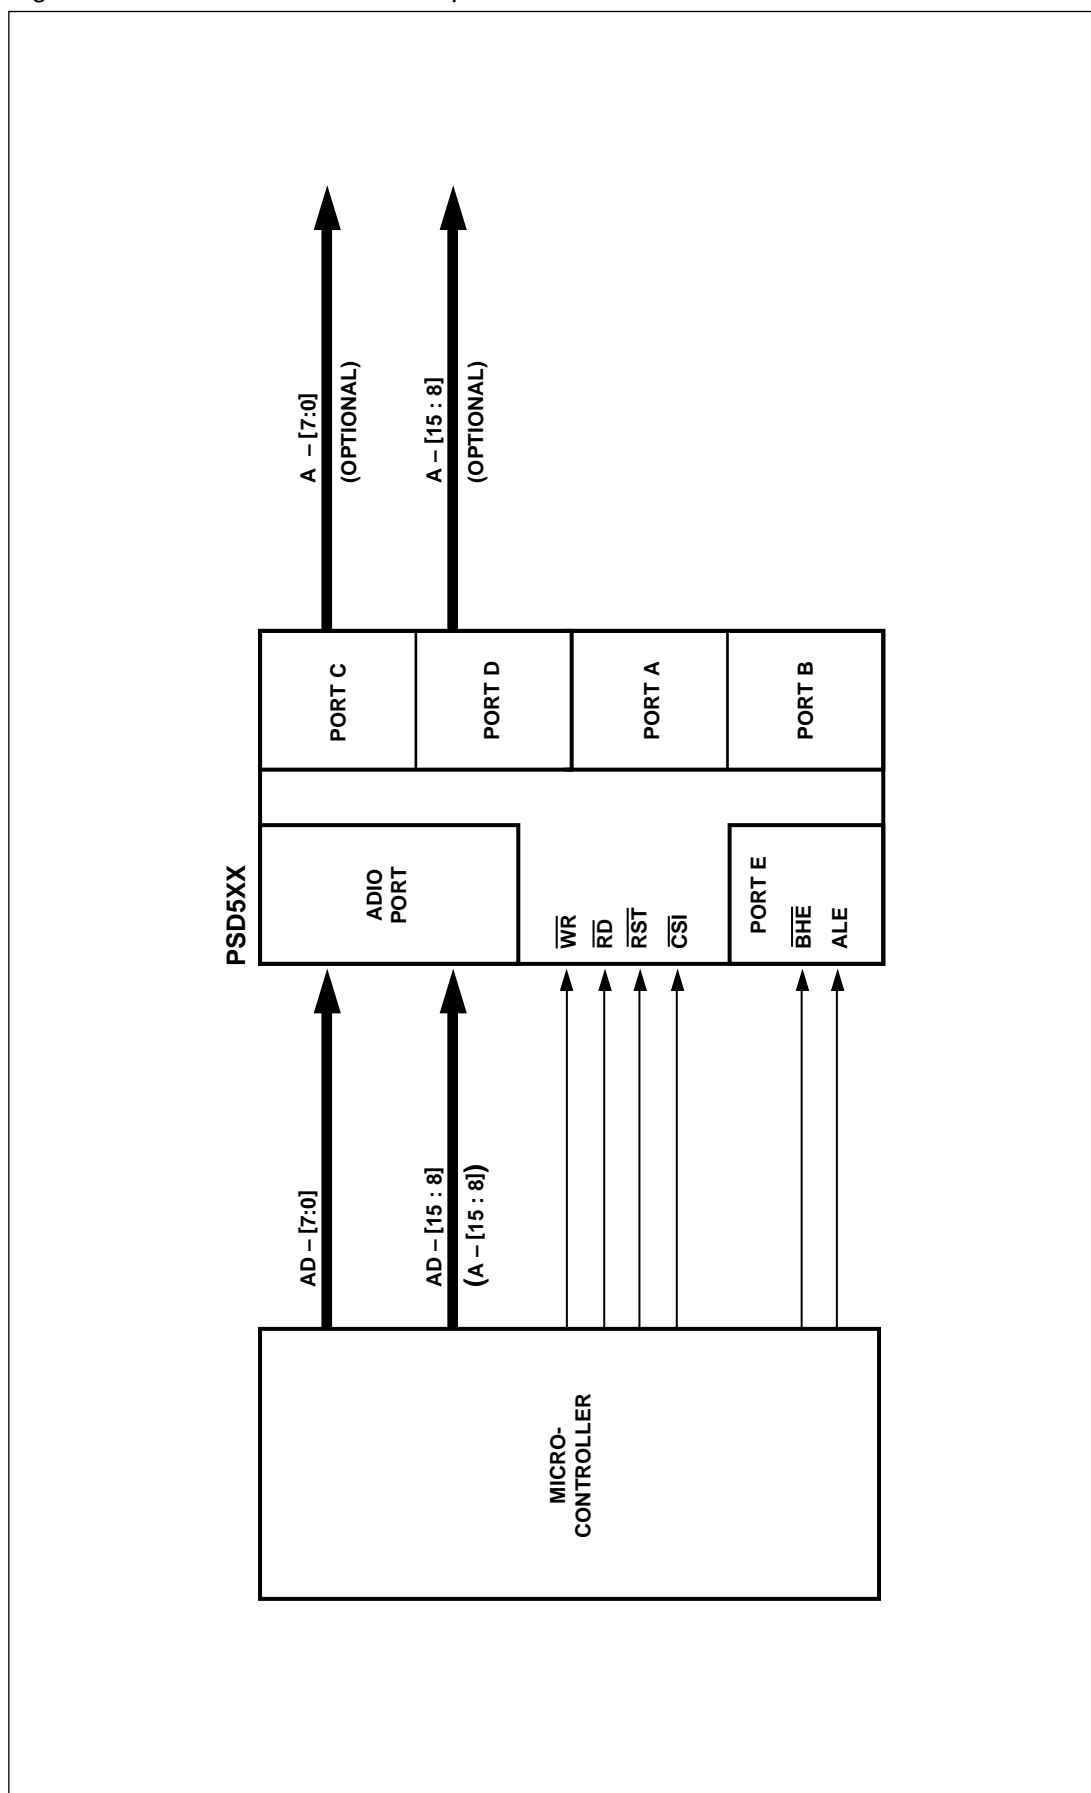 PSD5XX
MICRO-
CONTROLLER
AD – [7:0]
AD – [15 : 8]
(A – [15 : 8])
ADIO
PORT
WR
RD
RST
CSI
PORT E
BHE
ALE
PORT C
PORT D
PORT A
PORT B
A – [7:0]
(OPTIONAL)
A – [15 : 8]
(OPTIONAL)